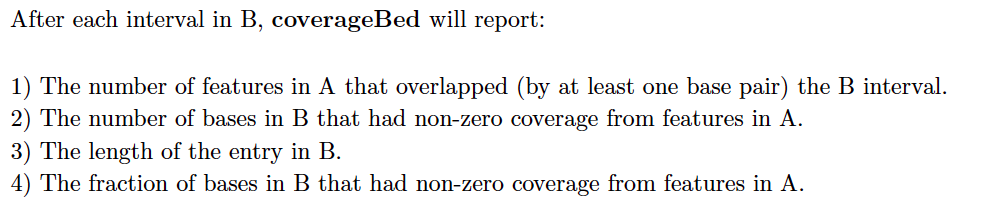 After each interval in B, coverageBed will report:
1) The number of features in A that overlapped (by at least one base pair) the B interval.
2) The number of bases in B that had non-zero coverage from features in A.
3) The length of the entry in B.
4) The fraction of bases in B that had non-zero coverage from features in A.